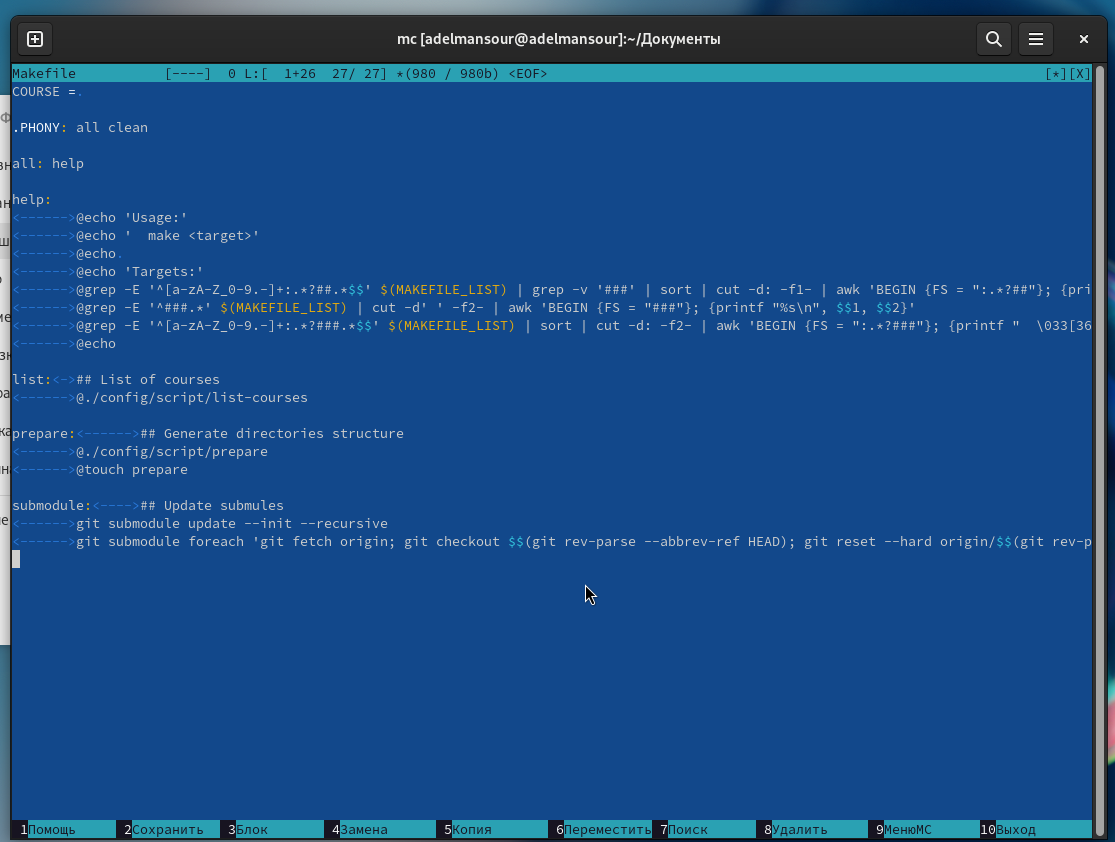 mc [adelmansour@adelmansour]:~/Документы
Makefile [----] 0 L:[ 1+26 27/ 27] *(980 / 980b) <EOF> [*][X]
COURSE =.
.PHONY: all clean
all: help
help:
<------>@echo 'Usage:'
<------>@echo '  make <target>'
<------>@echo.
<------>@echo 'Targets:'
<------>@grep -E '^[a-zA-Z_0-9.-]+:.*?##.*$$' $(MAKEFILE_LIST) | grep -v '###' | sort | cut -d: -f1- | awk 'BEGIN {FS = ":.*?##"}; {pri
<------>@grep -E '^###.*' $(MAKEFILE_LIST) | cut -d' ' -f2- | awk 'BEGIN {FS = "###"}; {printf "%s\n", $$1, $$2}'
<------>@grep -E '^[a-zA-Z_0-9.-]+:.*?###.*$$' $(MAKEFILE_LIST) | sort | cut -d: -f2- | awk 'BEGIN {FS = ":.*?###"}; {printf "  \033[36
<------>@echo
list:<->## List of courses
<------>@./config/script/list-courses
prepare:<------>## Generate directories structure
<------>@./config/script/prepare
<------>@touch prepare
submodule:<---->## Update submules
<------>git submodule update --init --recursive
<------>git submodule foreach 'git fetch origin; git checkout $$(git rev-parse --abbrev-ref HEAD); git reset --hard origin/$$(git rev-p
1Помощь 2Сохранить 3Блок 4Замена 5Копия 6Переместить 7Поиск 8Удалить 9МенюMC 10Выход